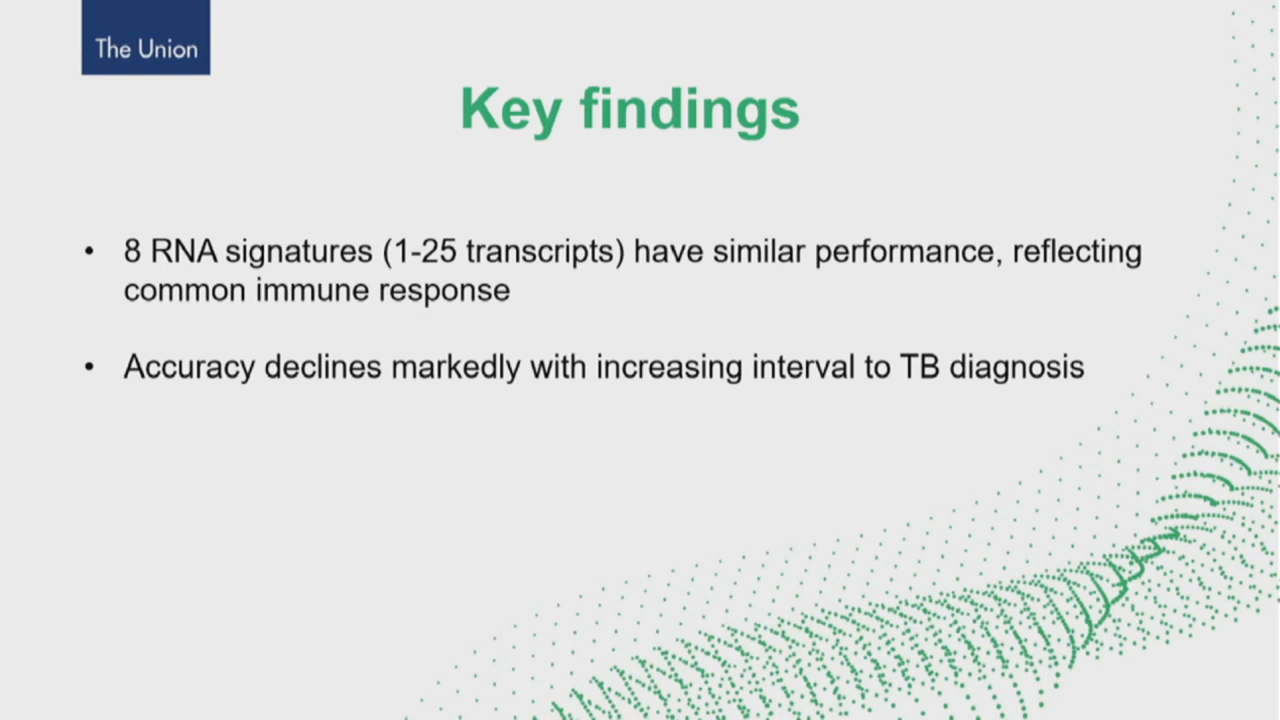 The Union
Key findings
• 8 RNA signatures (1-25 transcripts) have similar performance, reflecting
common immune response
• Accuracy declines markedly with increasing interval to TB diagnosis